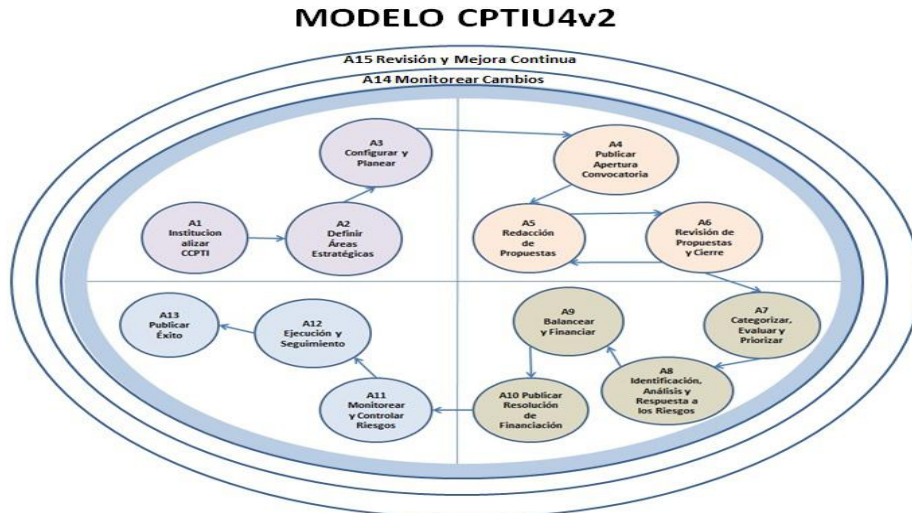 MODELO CPTIU4v2
A15 Revisión y Mejora Continua
A14 Monitorear Cambios
A3
Configurar y
Planear
A4
Publicar
Apertura
Convocatoria
A1
Institucion
alizar
CCPTI
A2
Definir
Áreas
Estratégicas
A5
Redacción
de
Propuestas
A6
Revisión de
Propuestas
y Cierre
A13
Publicar
Éxito
A12
Ejecución y
Seguimiento
A9
Balancear
y Financiar
A7
Categorizar,
Evaluar y
Priorizar
A11
Monitorear
y Controlar
Riesgos
A10 Publicar
Resolución
de
Financiación
A8
Identificación,
Análisis y
Respuesta a
los Riesgos